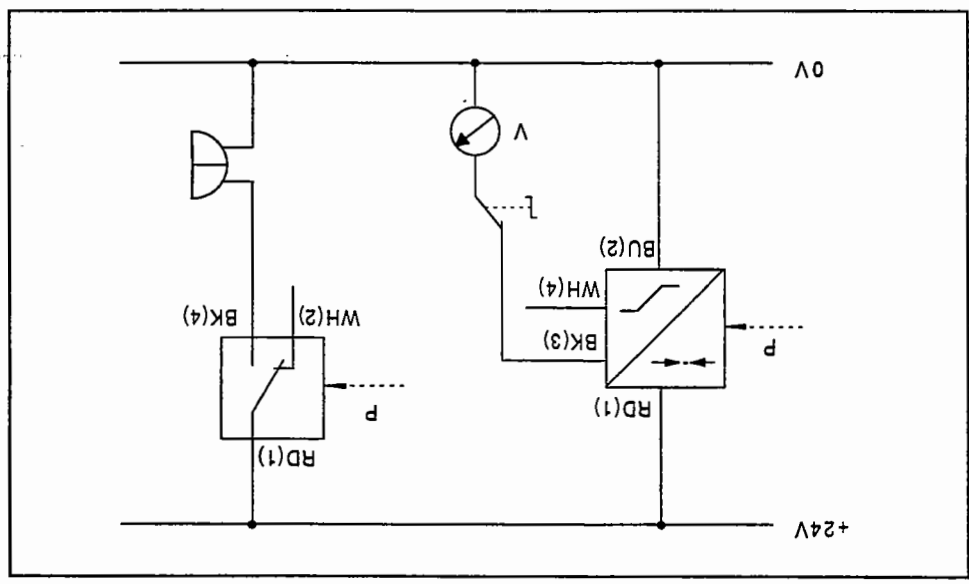 +24V
RD(1)
P
BK(3)
WH(4)
BU(2)
V
RD(1)
P
WH(2)
BK(4)
0V